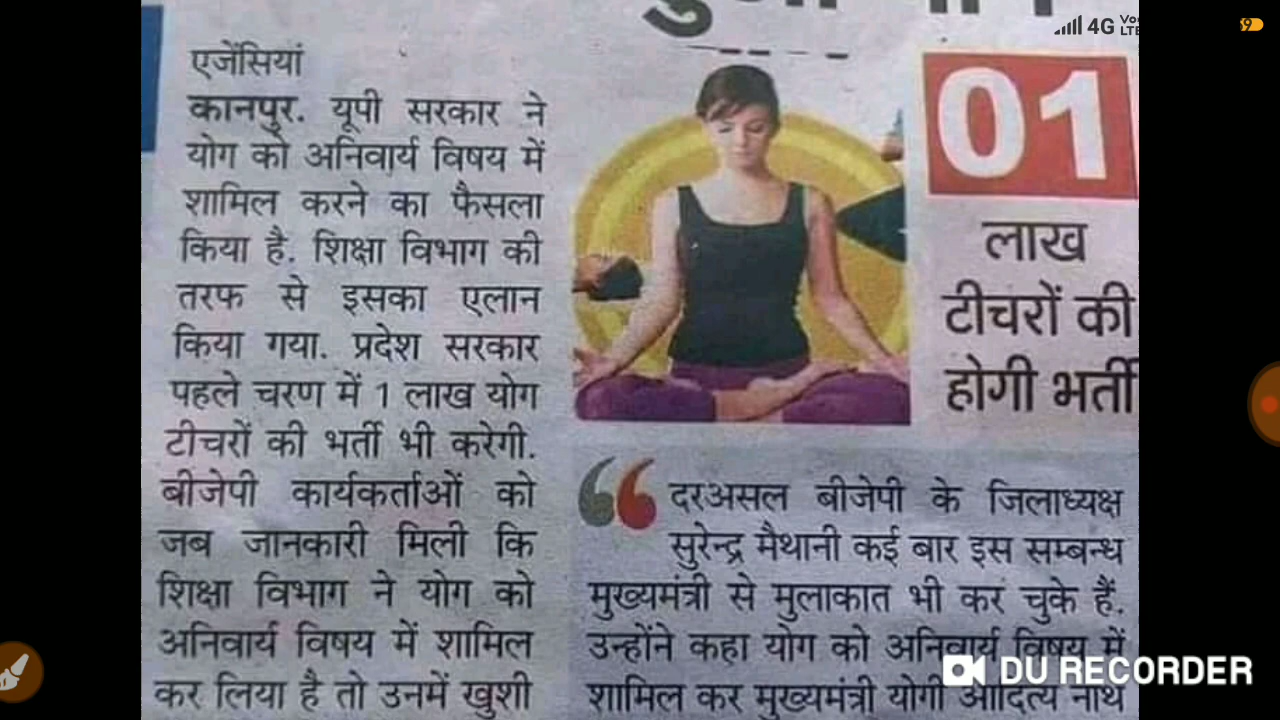 4G
एजेंसियां
कानपुर. यूपी सरकार ने
योग को अनिवार्य विषय में
शामिल करने का फैसला
किया है. शिक्षा विभाग की
तरफ से इसका एलान
किया गया. प्रदेश सरकार
पहले चरण में 1 लाख योग
टीचरों की भर्ती भी करेगी.
बीजेपी कार्यकर्ताओं को
जब जानकारी मिली कि
शिक्षा विभाग ने योग को
अनिवार्य विषय में शामिल
कर लिया है तो उनमें खुशी
01
लाख
टीचरों की
होगी भर्ती
“ दरअसल बीजेपी के जिलाध्यक्ष
सुरेन्द्र मैथानी कई बार इस सम्बन्ध
मुख्यमंत्री से मुलाकात भी कर चुके हैं.
उन्होंने कहा योग को अनिवार्य विषय में
शामिल कर मुख्यमंत्री योगी आदित्य नाथ
DU RECORDER